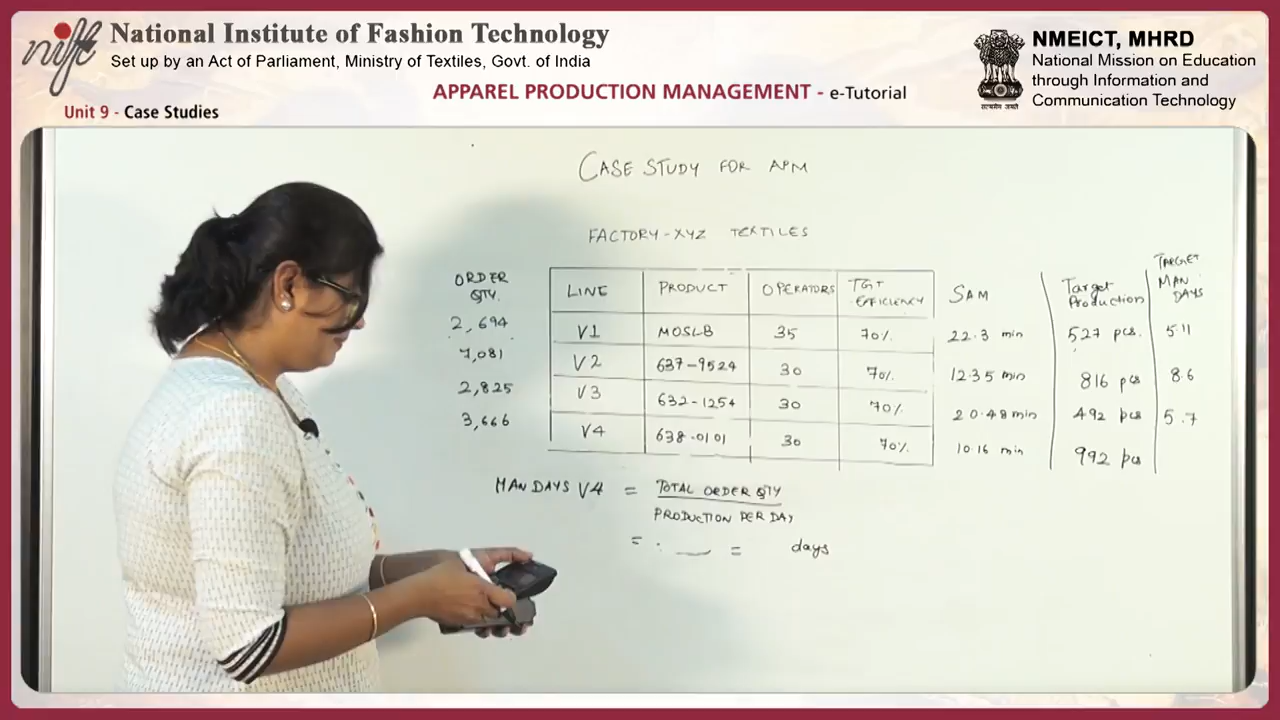 National Institute of Fashion Technology
Set up by an Act of Parliament, Ministry of Textiles, Govt. of India
nift
NMEICT, MHRD
National Mission on Education
through Information and
Communication Technology
सत्यमेव जयते
APPAREL PRODUCTION MANAGEMENT - e-Tutorial
Unit 9 - Case Studies
CASE STUDY FOR APM
FACTORY-XYZ TEXTILES
ORDER QTY. LINE PRODUCT OPERATORS TGT EFFICIENCY SAM Target Production TARGET MAN DAYS
2,694 V1 MOSLB 35 70% 22.3 min 527 pcs. 5.11
7,081 V2 637-9524 30 70% 12.35 min 816 pcs 8.6
2,825 V3 632-1254 30 70% 20.48 min 492 pcs 5.7
3,666 V4 638-0101 30 70% 10.16 min 992 pcs
MAN DAYS V4 = TOTAL ORDER QTY
PRODUCTION PER DAY
= = days